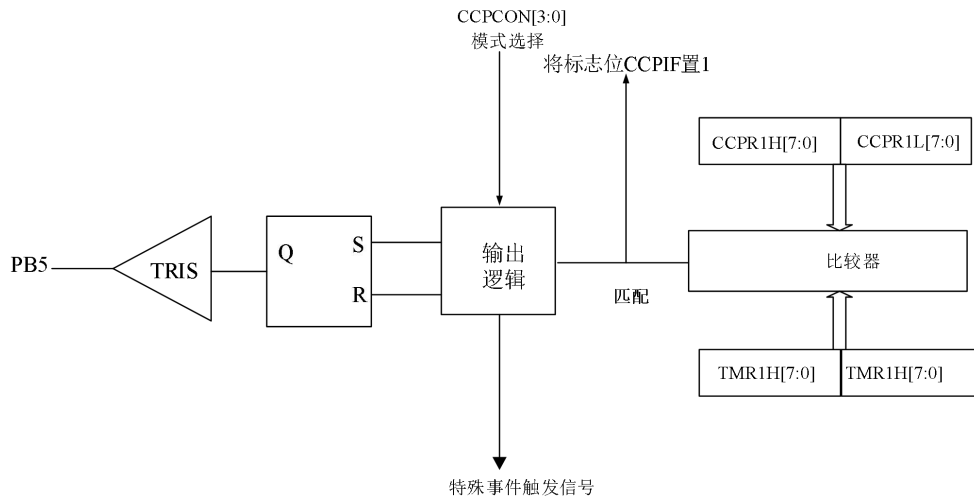 CCPCON[3:0]
模式选择
将标志位CCPIF置1
CCPR1H[7:0]
CCPR1L[7:0]
PB5
TRIS
Q
S
R
输出
逻辑
匹配
比较器
TMR1H[7:0]
TMR1H[7:0]
特殊事件触发信号